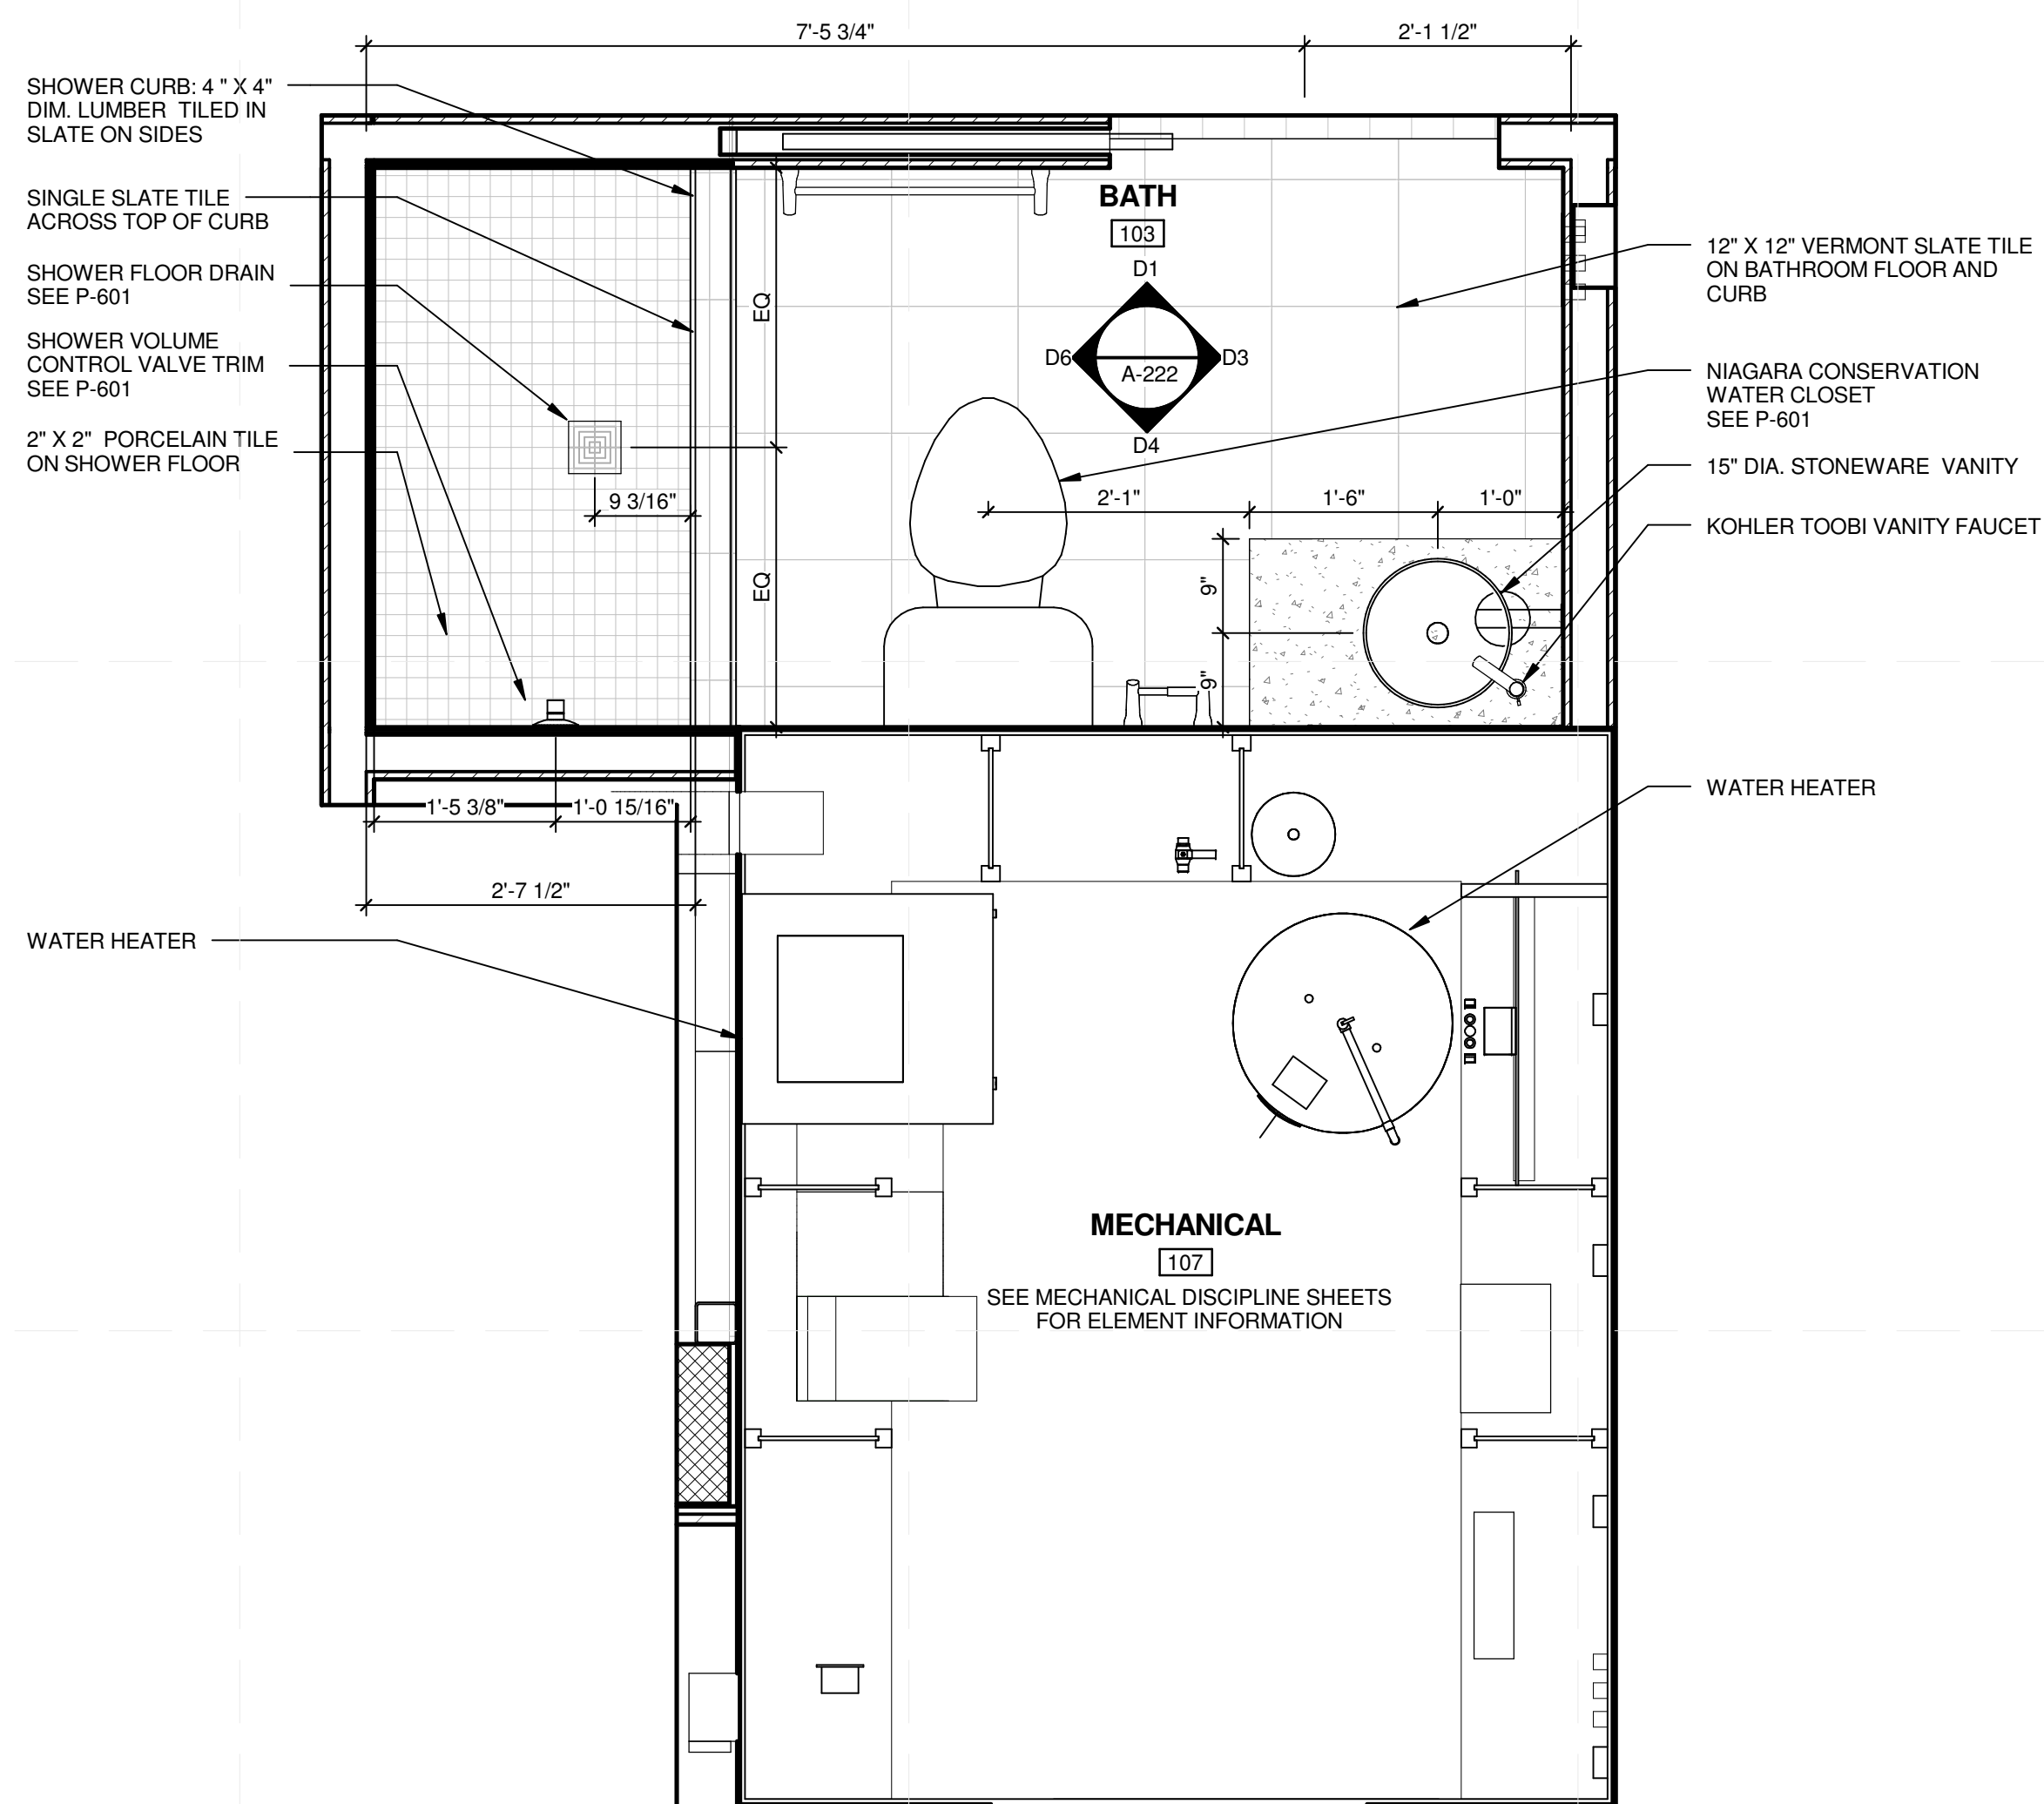 7'-5 3/4"
2'-1 1/2"
SHOWER CURB: 4 " X 4"
DIM. LUMBER  TILED IN
SLATE ON SIDES
SINGLE SLATE TILE
ACROSS TOP OF CURB
SHOWER FLOOR DRAIN
SEE P-601
SHOWER VOLUME
CONTROL VALVE TRIM
SEE P-601
2" X 2"  PORCELAIN TILE
ON SHOWER FLOOR
BATH
103
D1
D6
D3
A-222
D4
EQ
EQ
9 3/16"
2'-1"
1'-6"
1'-0"
9"
9"
12" X 12" VERMONT SLATE TILE
ON BATHROOM FLOOR AND
CURB
NIAGARA CONSERVATION
WATER CLOSET
SEE P-601
15" DIA. STONEWARE  VANITY
KOHLER TOOBI VANITY FAUCET
1'-5 3/8"
1'-0 15/16"
2'-7 1/2"
WATER HEATER
WATER HEATER
MECHANICAL
107
SEE MECHANICAL DISCIPLINE SHEETS
FOR ELEMENT INFORMATION